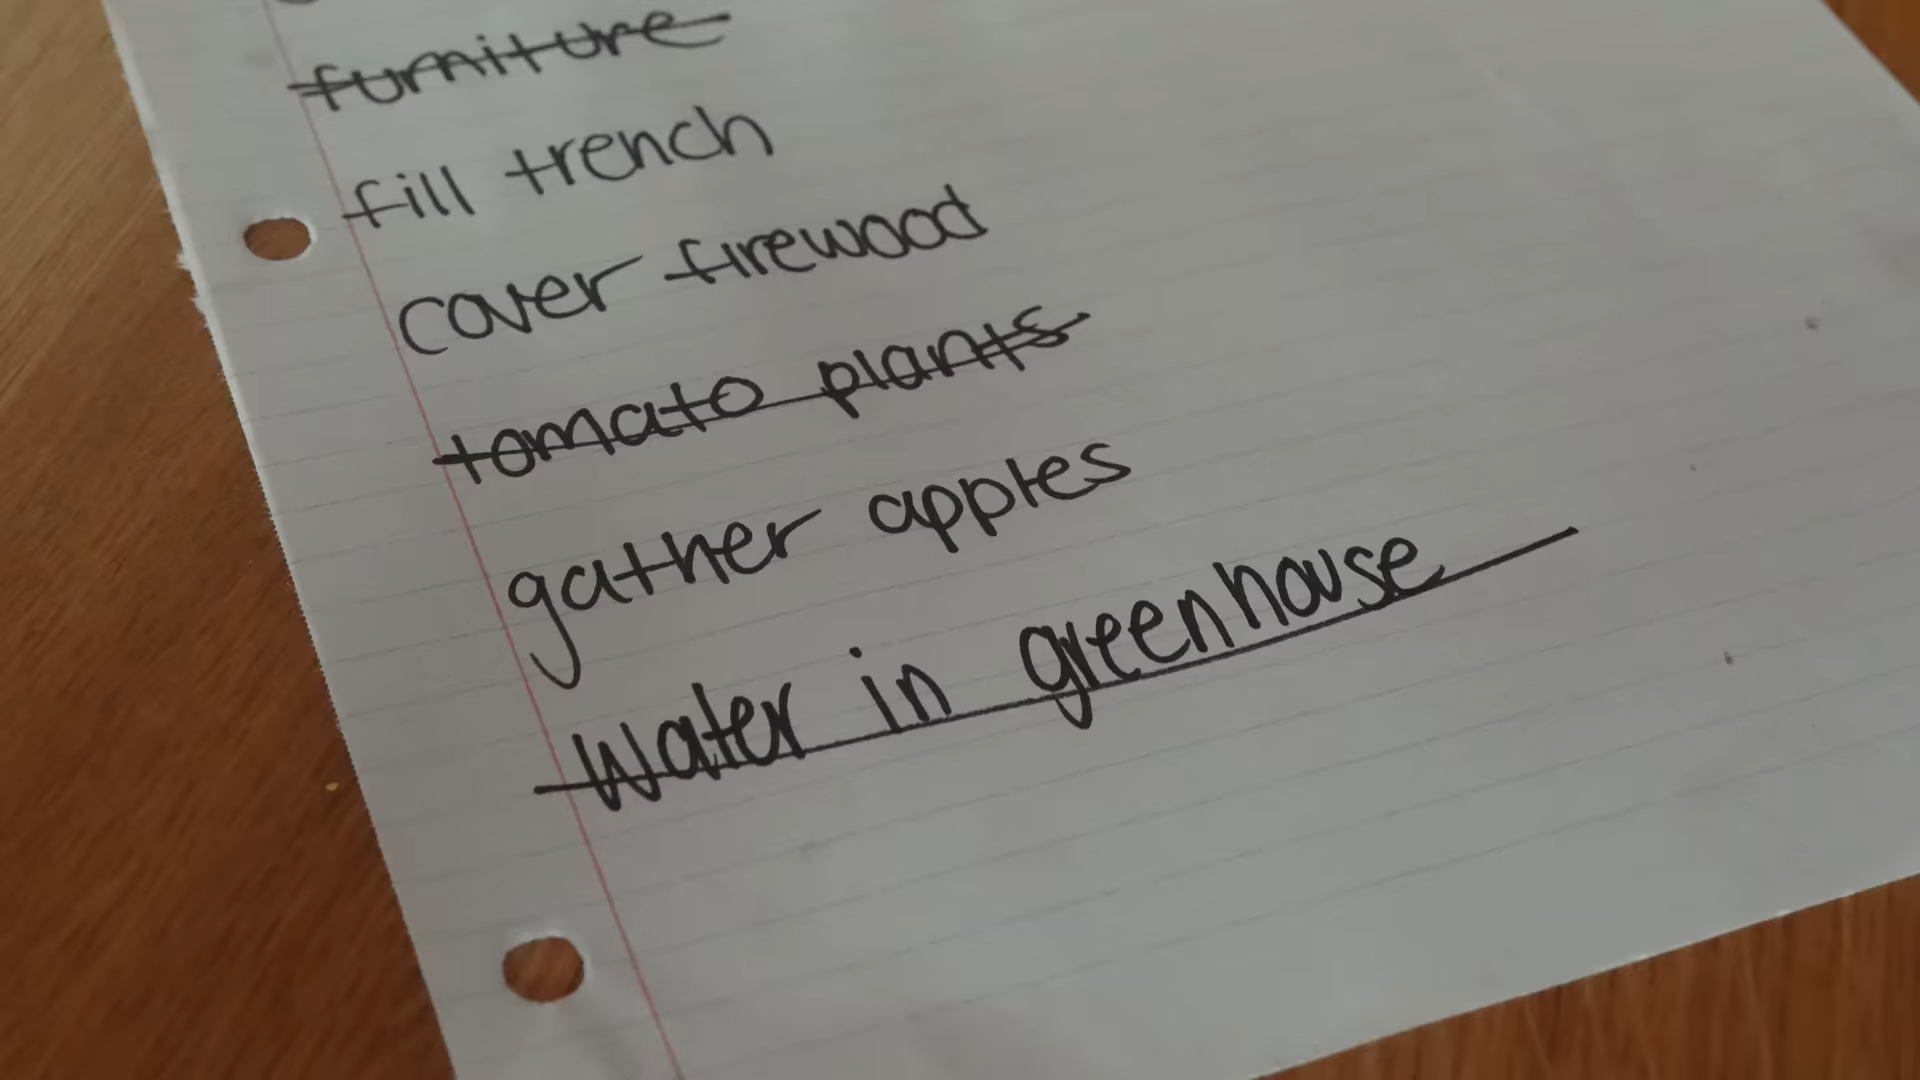 furniture
fill trench
cover firewood
tomato plants
gather apples
Water in greenhouse